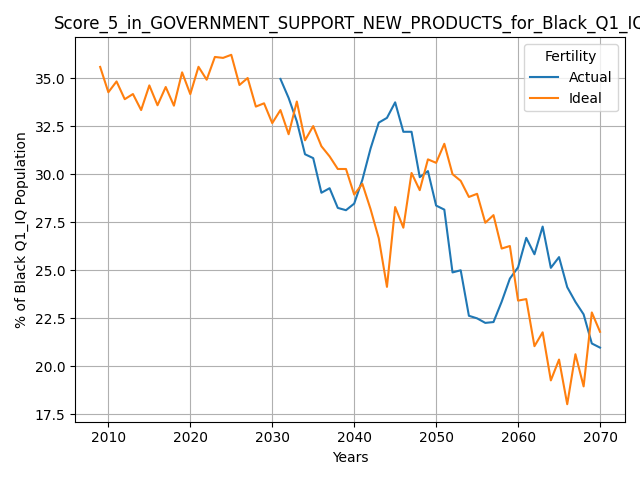 Score_5_in_GOVERNMENT_SUPPORT_NEW_PRODUCTS_for_Black_Q1_IQ
Fertility
Actual
Ideal
% of Black Q1_IQ Population
35.0
32.5
30.0
27.5
25.0
22.5
20.0
17.5
2010
2020
2030
2040
2050
2060
2070
Years